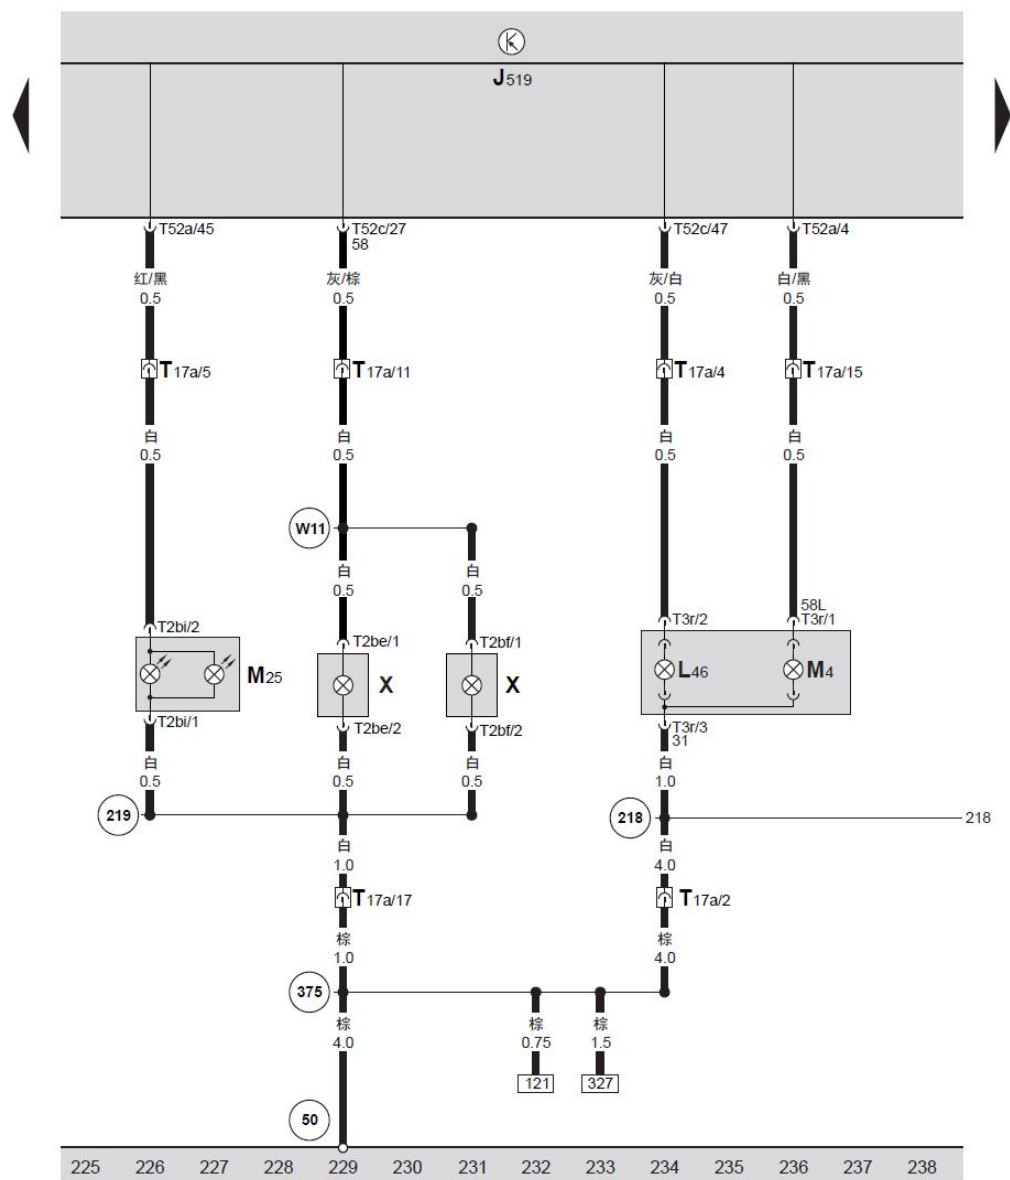 J519
T52a/45 T52c/27 T52c/47 T52a/4
58
红/黑 灰/棕 灰/白 白/黑
0.5 0.5 0.5 0.5
T17a/5 T17a/11 T17a/4 T17a/15
白 白 白 白
0.5 0.5 0.5 0.5
W11
白 白
0.5 0.5
58L
T2bi/2 T3r/2 T3r/1
T2be/1 T2bf/1
M25 X X L46 M4
T2bi/1 T2be/2 T2bf/2 T3r/3
31
白 白 白 白
0.5 0.5 0.5 1.0
219 218 218
白 白
1.0 4.0
T17a/17 T17a/2
棕 棕
1.0 4.0
375
棕 棕 棕
4.0 0.75 1.5
121 327
50
225 226 227 228 229 230 231 232 233 234 235 236 237 238